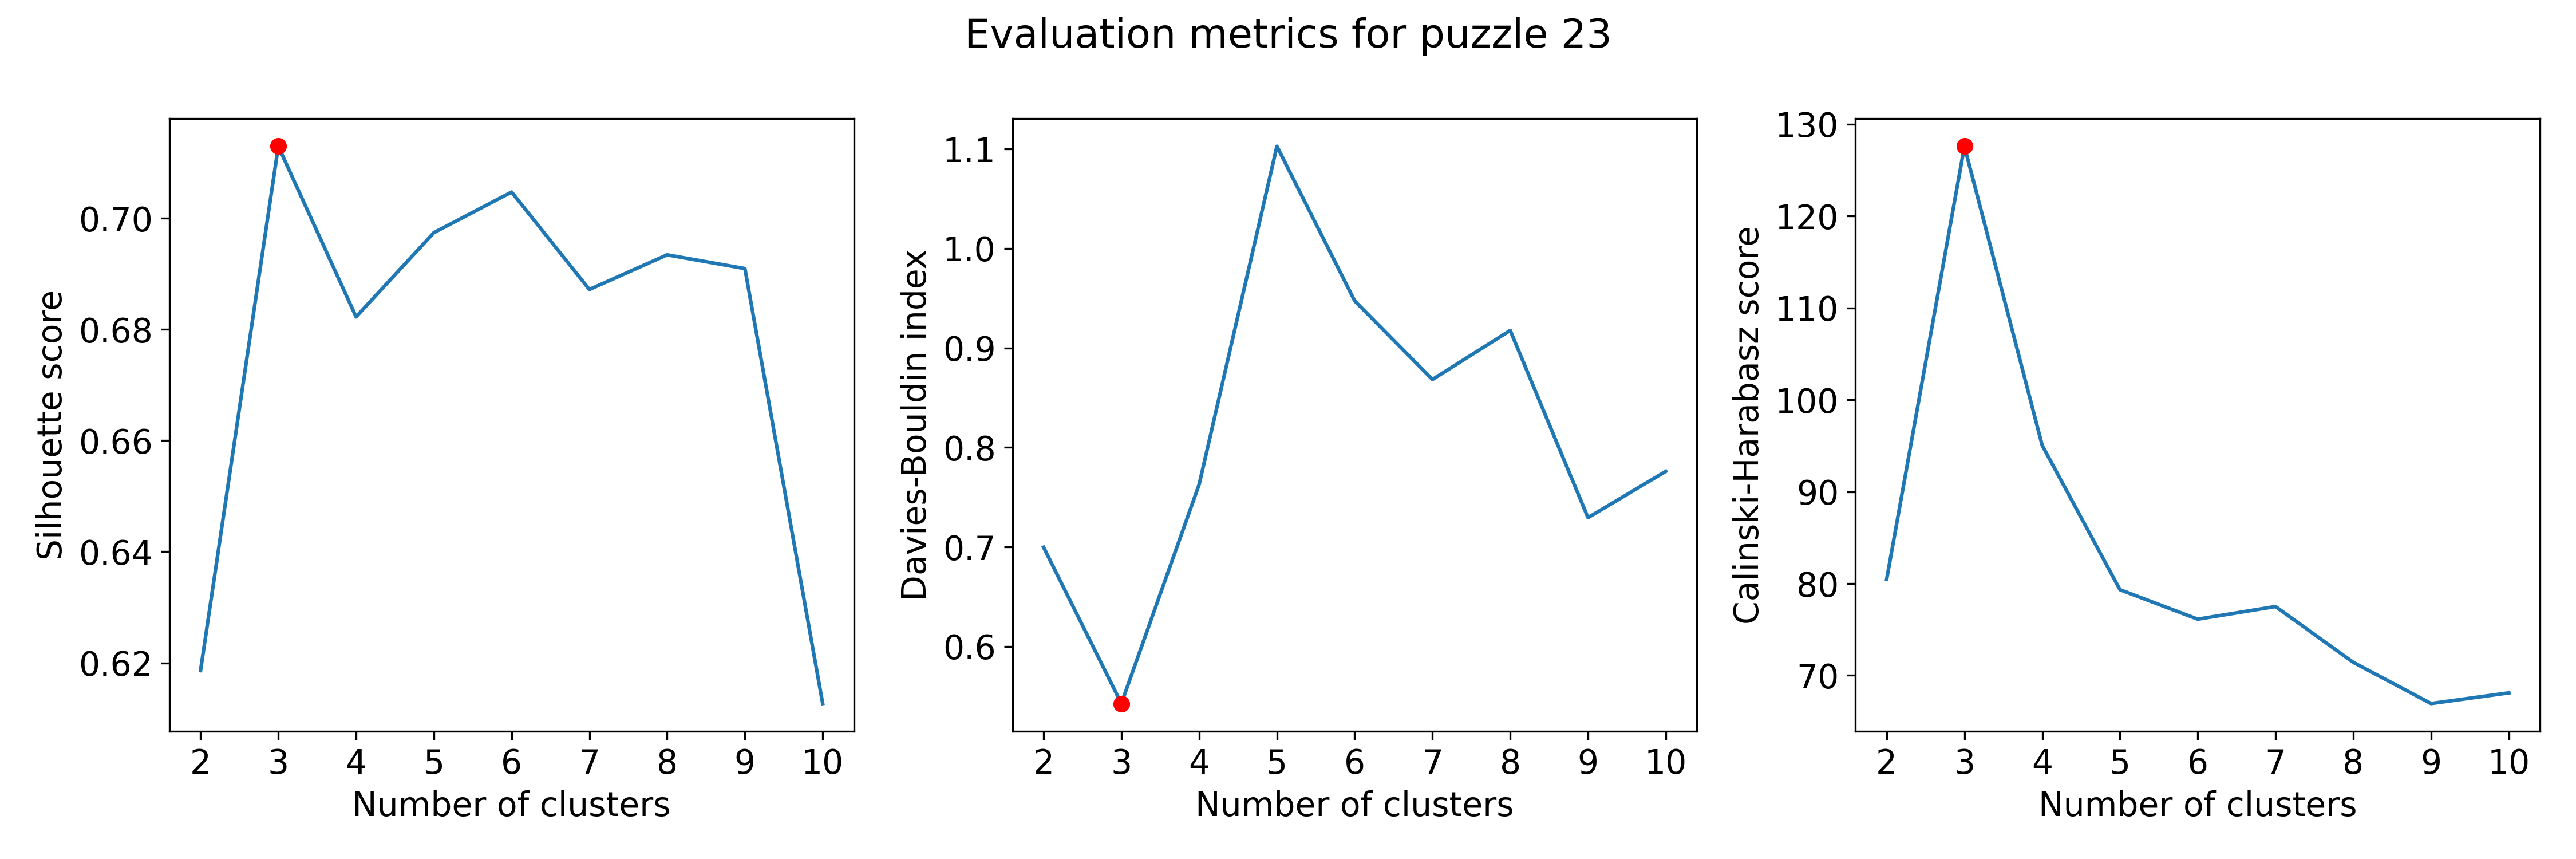 Evaluation metrics for puzzle 23
Silhouette score
0.70
0.68
0.66
0.64
0.62
2 3 4 5 6 7 8 9 10
Number of clusters
Davies-Bouldin index
1.1
1.0
0.9
0.8
0.7
0.6
2 3 4 5 6 7 8 9 10
Number of clusters
Calinski-Harabasz score
130
120
110
100
90
80
70
2 3 4 5 6 7 8 9 10
Number of clusters